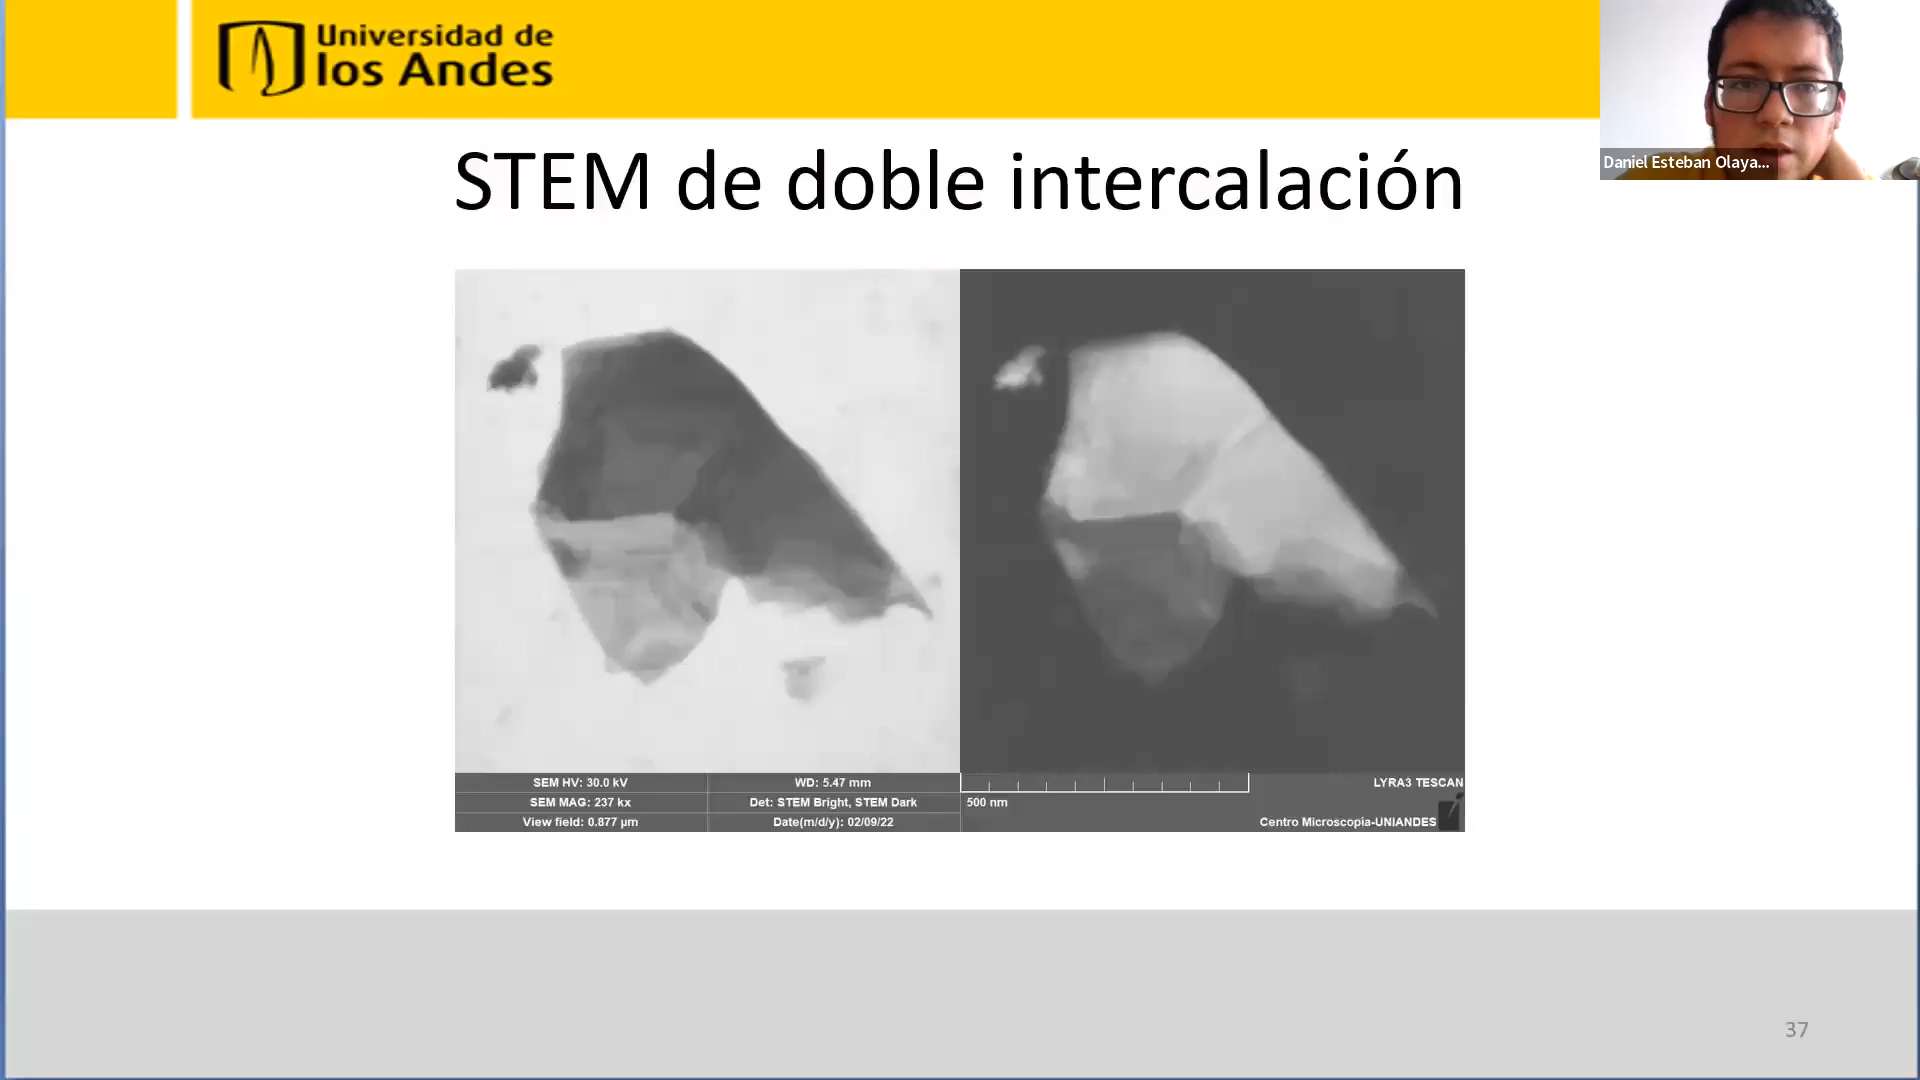 Universidad de
los Andes
Daniel Esteban Olaya...
STEM de doble intercalación
SEM HV: 30.0 kV
WD: 5.47 mm
LYRA3 TESCAN
SEM MAG: 237 kx
Det: STEM Bright, STEM Dark
500 nm
View field: 0.877 µm
Date(m/d/y): 02/09/22
Centro Microscopia-UNIANDES
37